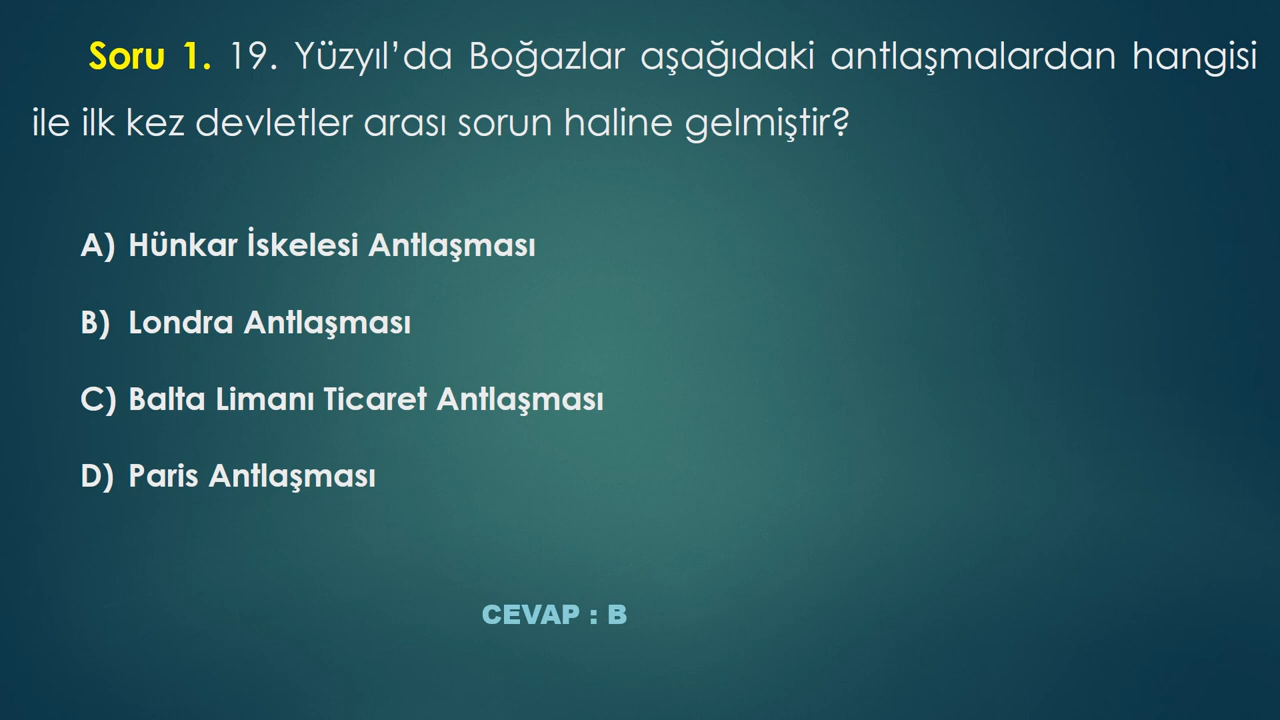 Soru 1. 19. Yüzyıl’da Boğazlar aşağıdaki antlaşmalardan hangisi
ile ilk kez devletler arası sorun haline gelmiştir?
A) Hünkar İskelesi Antlaşması
B) Londra Antlaşması
C) Balta Limanı Ticaret Antlaşması
D) Paris Antlaşması
CEVAP : B